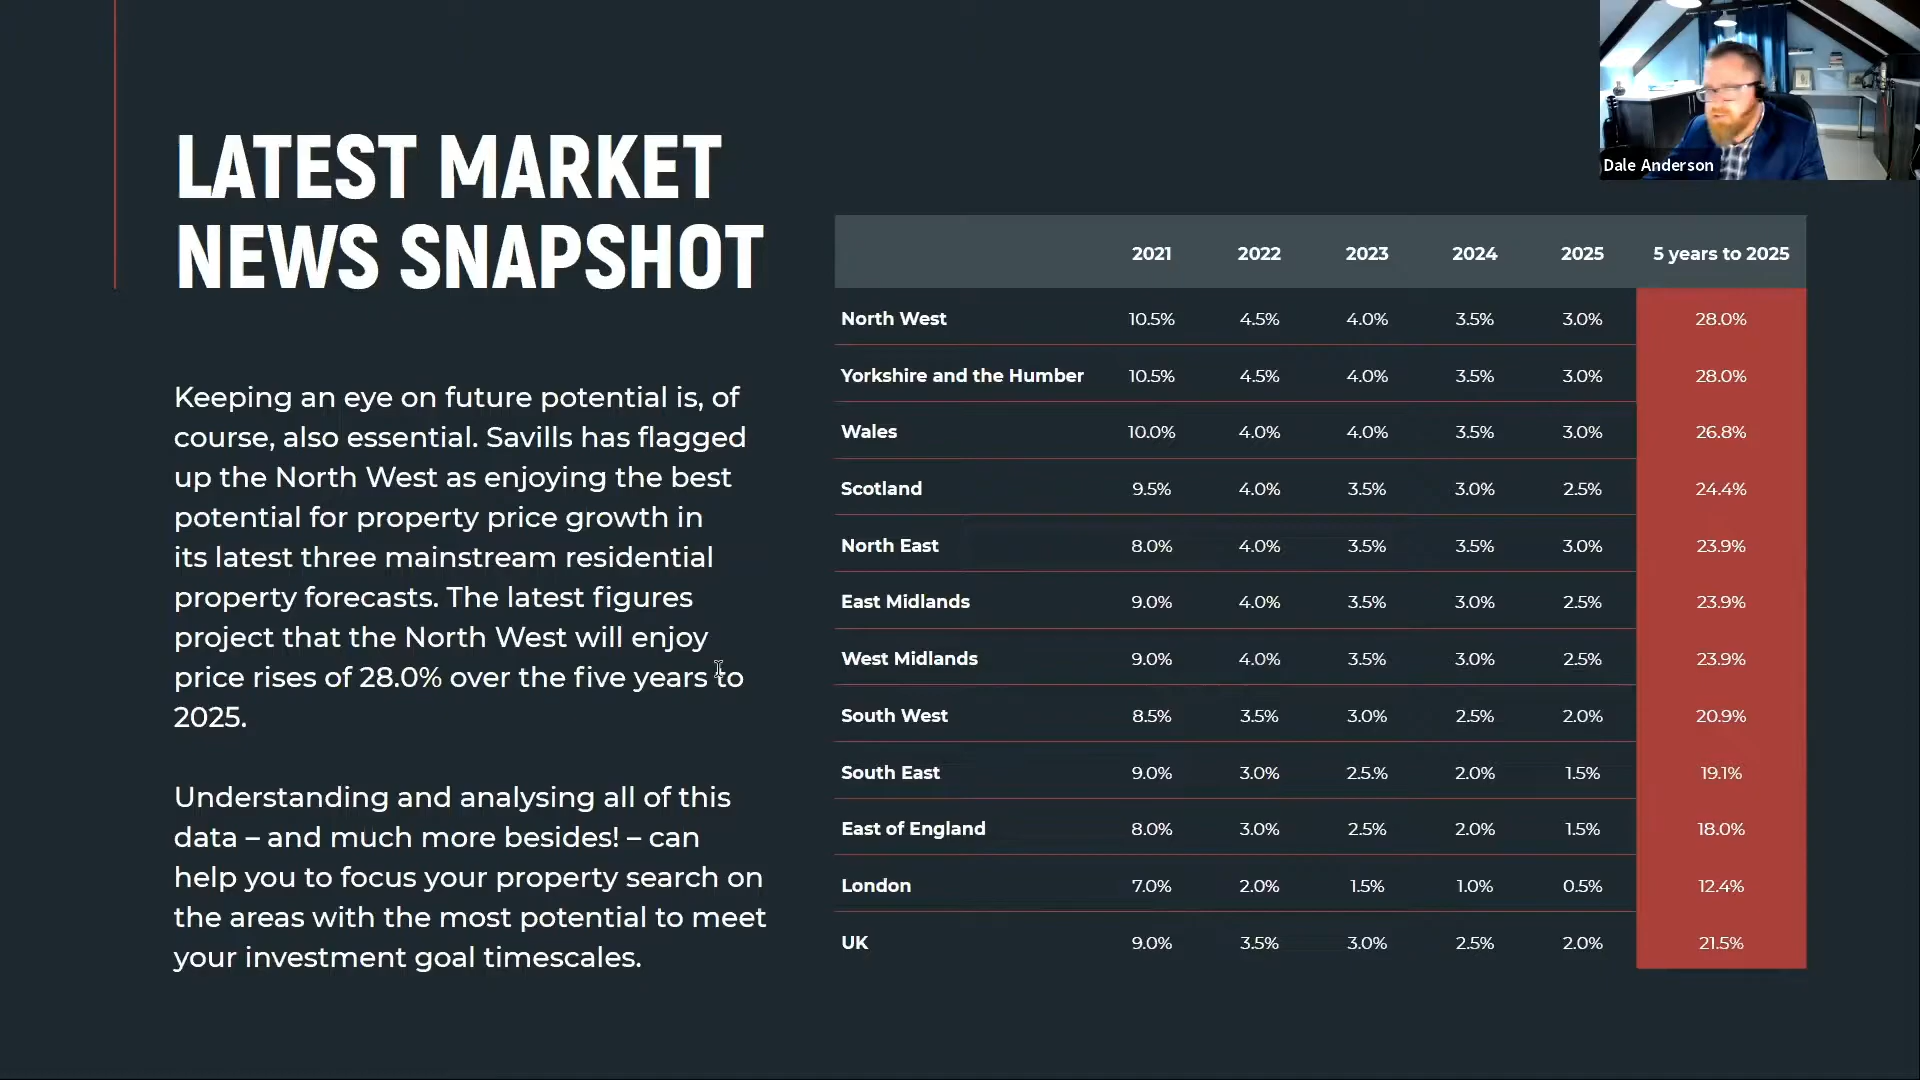 Dale Anderson
LATEST MARKET
NEWS SNAPSHOT
Keeping an eye on future potential is, of
course, also essential. Savills has flagged
up the North West as enjoying the best
potential for property price growth in
its latest three mainstream residential
property forecasts. The latest figures
project that the North West will enjoy
price rises of 28.0% over the five years to
2025.
Understanding and analysing all of this
data – and much more besides! – can
help you to focus your property search on
the areas with the most potential to meet
your investment goal timescales.
2021 2022 2023 2024 2025 5 years to 2025
North West 10.5% 4.5% 4.0% 3.5% 3.0% 28.0%
Yorkshire and the Humber 10.5% 4.5% 4.0% 3.5% 3.0% 28.0%
Wales 10.0% 4.0% 4.0% 3.5% 3.0% 26.8%
Scotland 9.5% 4.0% 3.5% 3.0% 2.5% 24.4%
North East 8.0% 4.0% 3.5% 3.5% 3.0% 23.9%
East Midlands 9.0% 4.0% 3.5% 3.0% 2.5% 23.9%
West Midlands 9.0% 4.0% 3.5% 3.0% 2.5% 23.9%
South West 8.5% 3.5% 3.0% 2.5% 2.0% 20.9%
South East 9.0% 3.0% 2.5.% 2.0% 1.5% 19.1%
East of England 8.0% 3.0% 2.5% 2.0% 1.5% 18.0%
London 7.0% 2.0% 1.5% 1.0% 0.5% 12.4%
UK 9.0% 3.5% 3.0% 2.5% 2.0% 21.5%